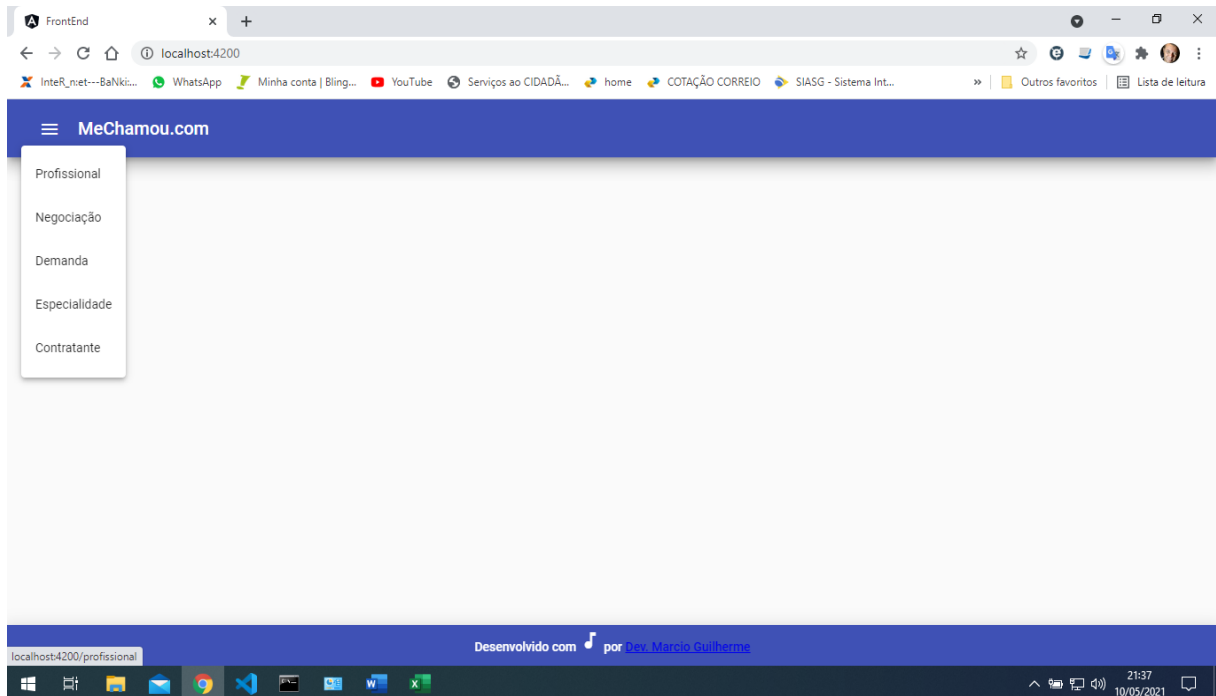 FrontEnd
localhost:4200
InteR_n:et---BaNki:... WhatsApp Minha conta | Bling... YouTube Serviços ao CIDADÃ... home COTAÇÃO CORREIO SIASG - Sistema Int... » Outros favoritos Lista de leitura
MeChamou.com
Profissional
Negociação
Demanda
Especialidade
Contratante
Desenvolvido com por Dev. Marcio Guilherme
localhost:4200/profissional
21:37
10/05/2021